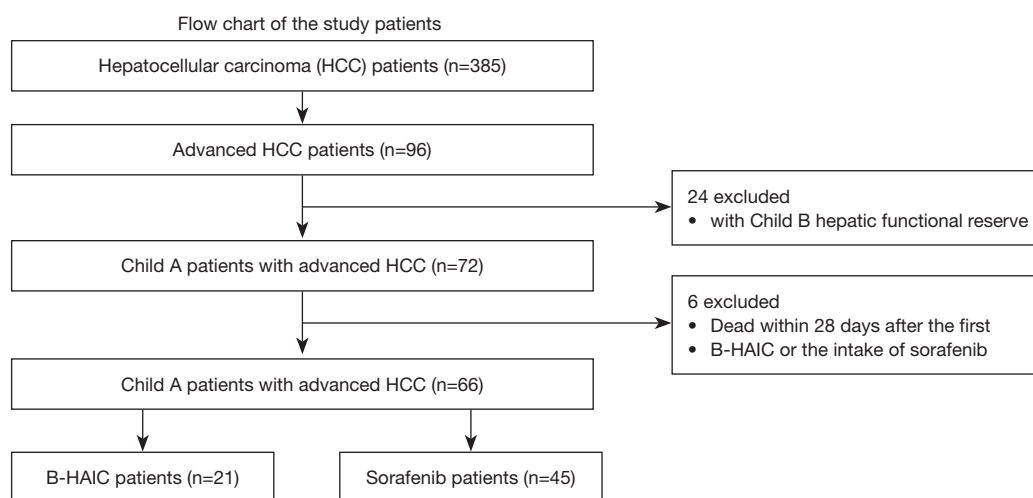 Flow chart of the study patients
Hepatocellular carcinoma (HCC) patients (n=385)
Advanced HCC patients (n=96)
24 excluded
• with Child B hepatic functional reserve
Child A patients with advanced HCC (n=72)
6 excluded
• Dead within 28 days after the first
• B-HAIC or the intake of sorafenib
Child A patients with advanced HCC (n=66)
B-HAIC patients (n=21)
Sorafenib patients (n=45)